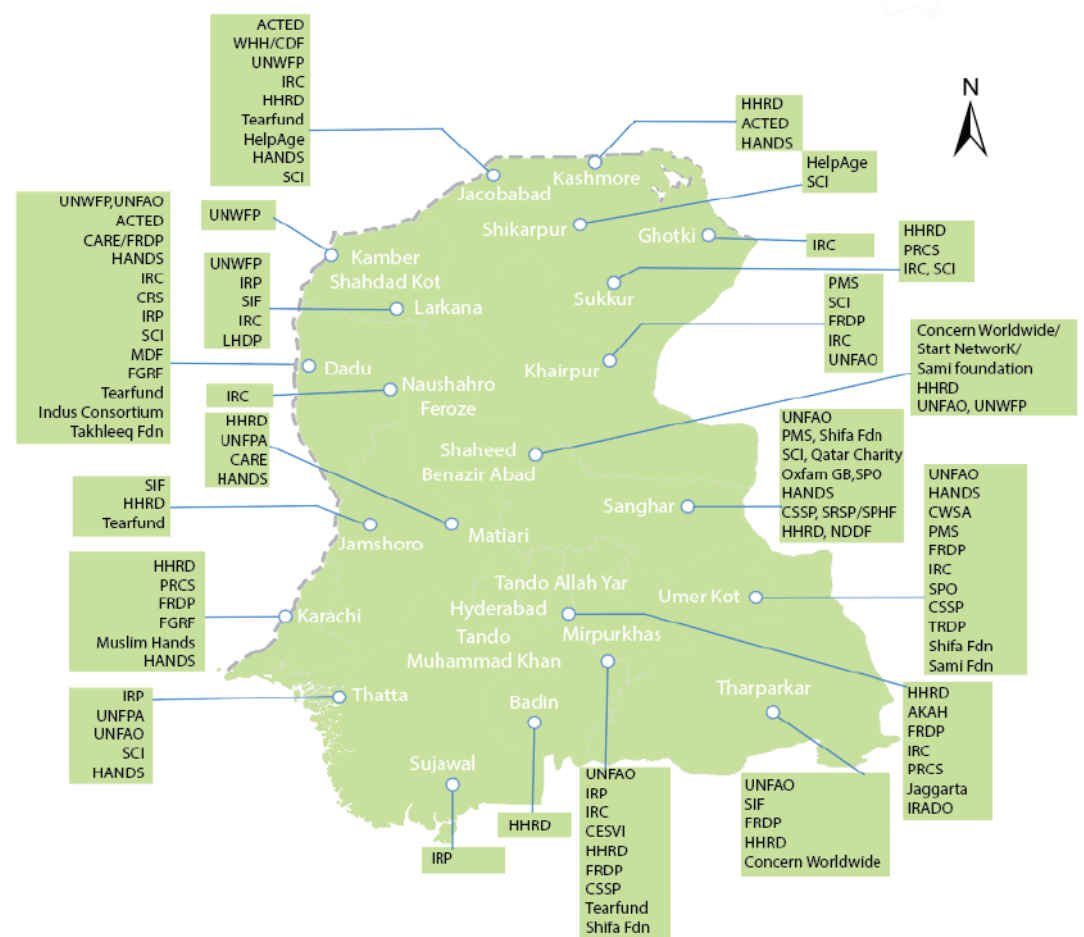 ACTED
WHH/CDF
UNWFP
IRC
HHRD
Tearfund
HelpAge
HANDS
SCI
N
HHRD
ACTED
HANDS
HelpAge
SCI
Jacobabad
Kashmore
Shikarpur
Ghotki
IRC
HHRD
PRCS
IRC, SCI
UNWFP,UNFAO
ACTED
CARE/FRDP
HANDS
IRC
CRS
IRP
SCI
MDF
FGRF
Tearfund
Indus Consortium
Takhleeq Fdn
UNWFP
Kamber
Shahdad Kot
UNWFP
IRP
SIF
IRC
LHDP
Larkana
Sukkur
PMS
SCI
FRDP
IRC
UNFAO
Dadu
Khairpur
Concern Worldwide/
Start NetworK/
Sami foundation
HHRD
UNFAO, UNWFP
IRC
Naushahro
Feroze
HHRD
UNFPA
CARE
HANDS
Shaheed
Benazir Abad
UNFAO
PMS, Shifa Fdn
SCI, Qatar Charity
Oxfam GB,SPO
HANDS
CSSP, SRSP/SPHF
HHRD, NDDF
Sanghar
SIF
HHRD
Tearfund
Jamshoro
Matiari
UNFAO
HANDS
CWSA
PMS
FRDP
IRC
SPO
CSSP
TRDP
Shifa Fdn
Sami Fdn
HHRD
PRCS
FRDP
FGRF
Muslim Hands
HANDS
Karachi
Tando Allah Yar
Hyderabad
Tando
Muhammad Khan
Mirpurkhas
Umer Kot
IRP
UNFPA
UNFAO
SCI
HANDS
Thatta
Badin
Tharparkar
HHRD
AKAH
FRDP
IRC
PRCS
Jaggarta
IRADO
Sujawal
IRP
HHRD
UNFAO
IRP
IRC
CESVI
HHRD
FRDP
CSSP
Tearfund
Shifa Fdn
UNFAO
SIF
FRDP
HHRD
Concern Worldwide